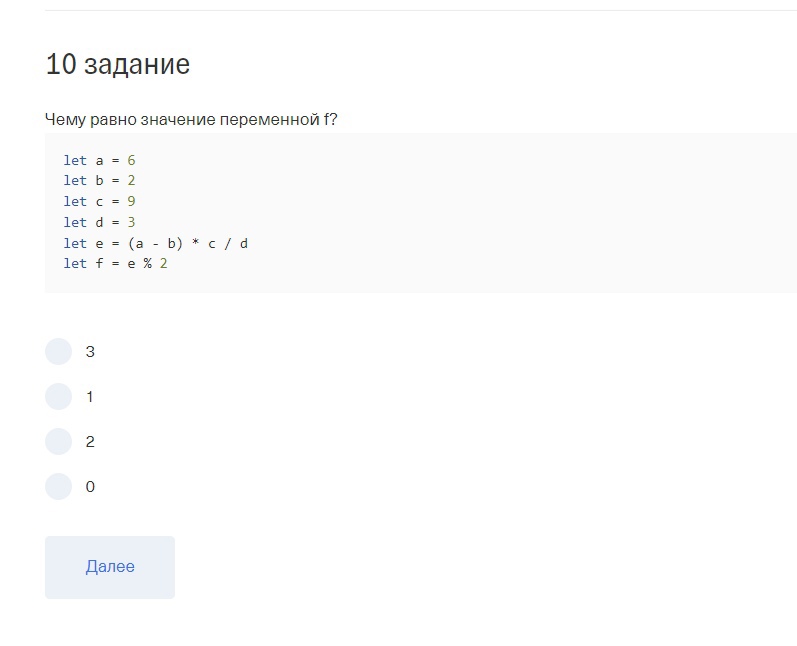 10 задание
Чему равно значение переменной f?
let a = 6
let b = 2
let c = 9
let d = 3
let e = (a - b) * c / d
let f = e % 2
3
1
2
0
Далее